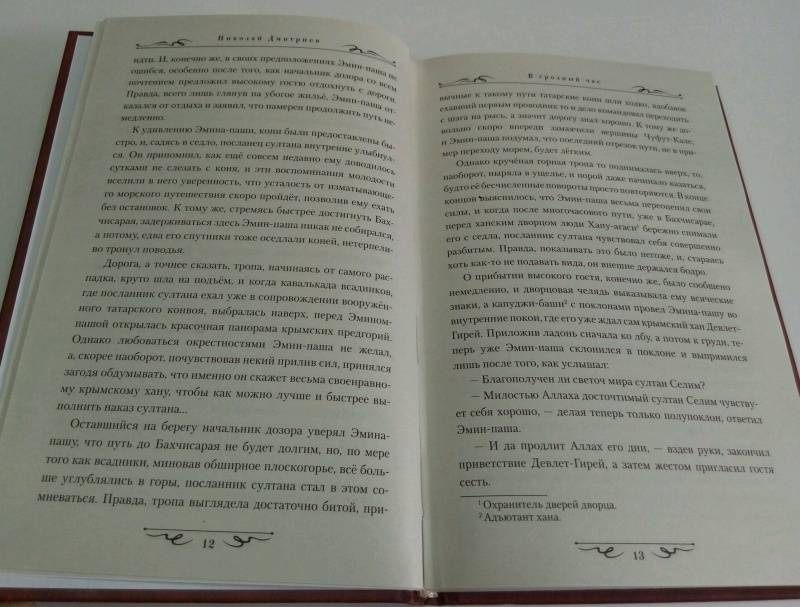 Николай Дмитриев
идти. И, конечно же, в своих предположениях Эмин-паша не
ошибся, особенно после того, как начальник дозора со всем
почтением предложил высокому гостю отдохнуть с дороги.
Правда, всего лишь глянув на убогое жильё, Эмин-паша от-
казался от отдыха и заявил, что намерен продолжить путь не-
медленно.
К удивлению Эмина-паши, кони были предоставлены бы-
стро, и, садясь в седло, посланец султана внутренне улыбнул-
ся. Он припомнил, как ещё совсем недавно ему доводилось
сутками не слезать с коня, и эти воспоминания молодости
вселили в него уверенность, что усталость от изматывающе-
го морского путешествия скоро пройдёт, позволив ему ехать
без остановок. К тому же, стремясь быстрее достигнуть Бах-
чисарая, задерживаться здесь Эмин-паша никак не собирался,
а потому, едва его спутники тоже оседлали коней, нетерпели-
во тронул поводья.
Дорога, а точнее сказать, тропа, начинаясь от самого рас-
падка, круто шла на подъём, и когда кавалькада всадников,
где посланник султана ехал уже в сопровождении вооружён-
ного татарского конвоя, выбралась наверх, перед Эмином-
пашой открылась красочная панорама крымских предгорий.
Однако любоваться окрестностями Эмин-паша не желал,
а, скорее наоборот, почувствовав некий прилив сил, принялся
загодя обдумывать, что именно он скажет весьма своенравно-
му крымскому хану, чтобы как можно лучше и быстрее вы-
полнить наказ султана...
Оставшийся на берегу начальник дозора уверял Эмина-
пашу, что путь до Бахчисарая не будет долгим, но, по мере
того как всадники, миновав обширное плоскогорье, всё боль-
ше углублялись в горы, посланник султана стал в этом со-
мневаться. Правда, тропа выглядела достаточно битой, при-
12
В грозный час
вычные к такому пути татарские кони шли ходко, вдобавок
ехавший первым проводник то и дело командовал переходить
с шага на рысь, а значит дорогу знал хорошо. К тому же до-
вольно скоро впереди замаячили вершины Чуфут-Кале,
и Эмин-паша подумал, что последний отрезок пути, не в при-
мер переходу морем, будет лёгким.
Однако кручёная горная тропа то поднималась вверх, то,
наоборот, ныряла в ущелье, и порой даже начинало казаться,
будто её бесчисленные повороты просто повторяются. В конце
концов выяснилось, что Эмин-паша весьма переоценил свои
силы, и когда после многочасового пути, уже в Бахчисарае,
перед ханским дворцом люди Хапу-агаси¹ бережно снимали
его с седла, посланник султана чувствовал себя совершенно
разбитым. Правда, показывать это было негоже, и, стараясь
хоть как-то не подавать вида, он внешне держался бодро.
О прибытии высокого гостя, конечно же, было сообщено
немедленно, и дворцовая челядь выказывала ему всяческие
знаки, а капуджи-баши² с поклонами провел Эмина-пашу во
внутренние покои, где его уже ждал сам крымский хан Девлет-
Гирей. Приложив ладонь сначала ко лбу, а потом к груди, те-
перь уже Эмин-паша склонился в поклоне и выпрямился
лишь после того, как услышал:
— Благополучен ли светоч мира султан Селим?
— Милостью Аллаха досточтимый султан Селим чувству-
ет себя хорошо, — делая теперь только полупоклон, ответил
Эмин-паша.
— И да продлит Аллах его дни, — вздев руки, закончил
приветствие Девлет-Гирей, а затем жестом пригласил гостя
сесть.
¹ Охранитель дверей дворца.
² Адъютант хана.
13